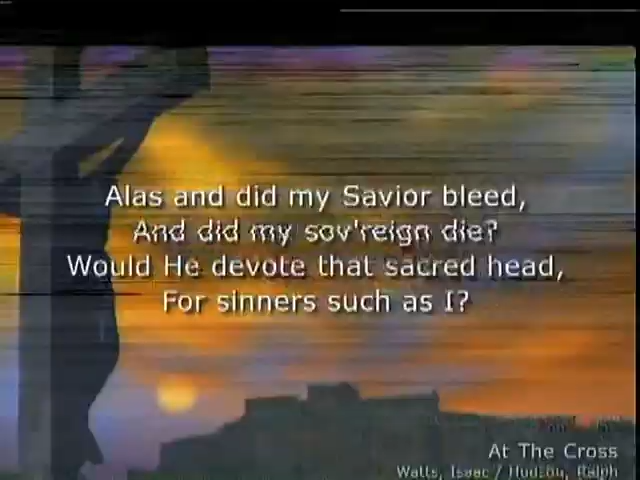 Alas and did my Savior bleed,
And did my sov'reign die?
Would He devote that sacred head,
For sinners such as I?
At The Cross
Watts, Isaac / Hudson, Ralph